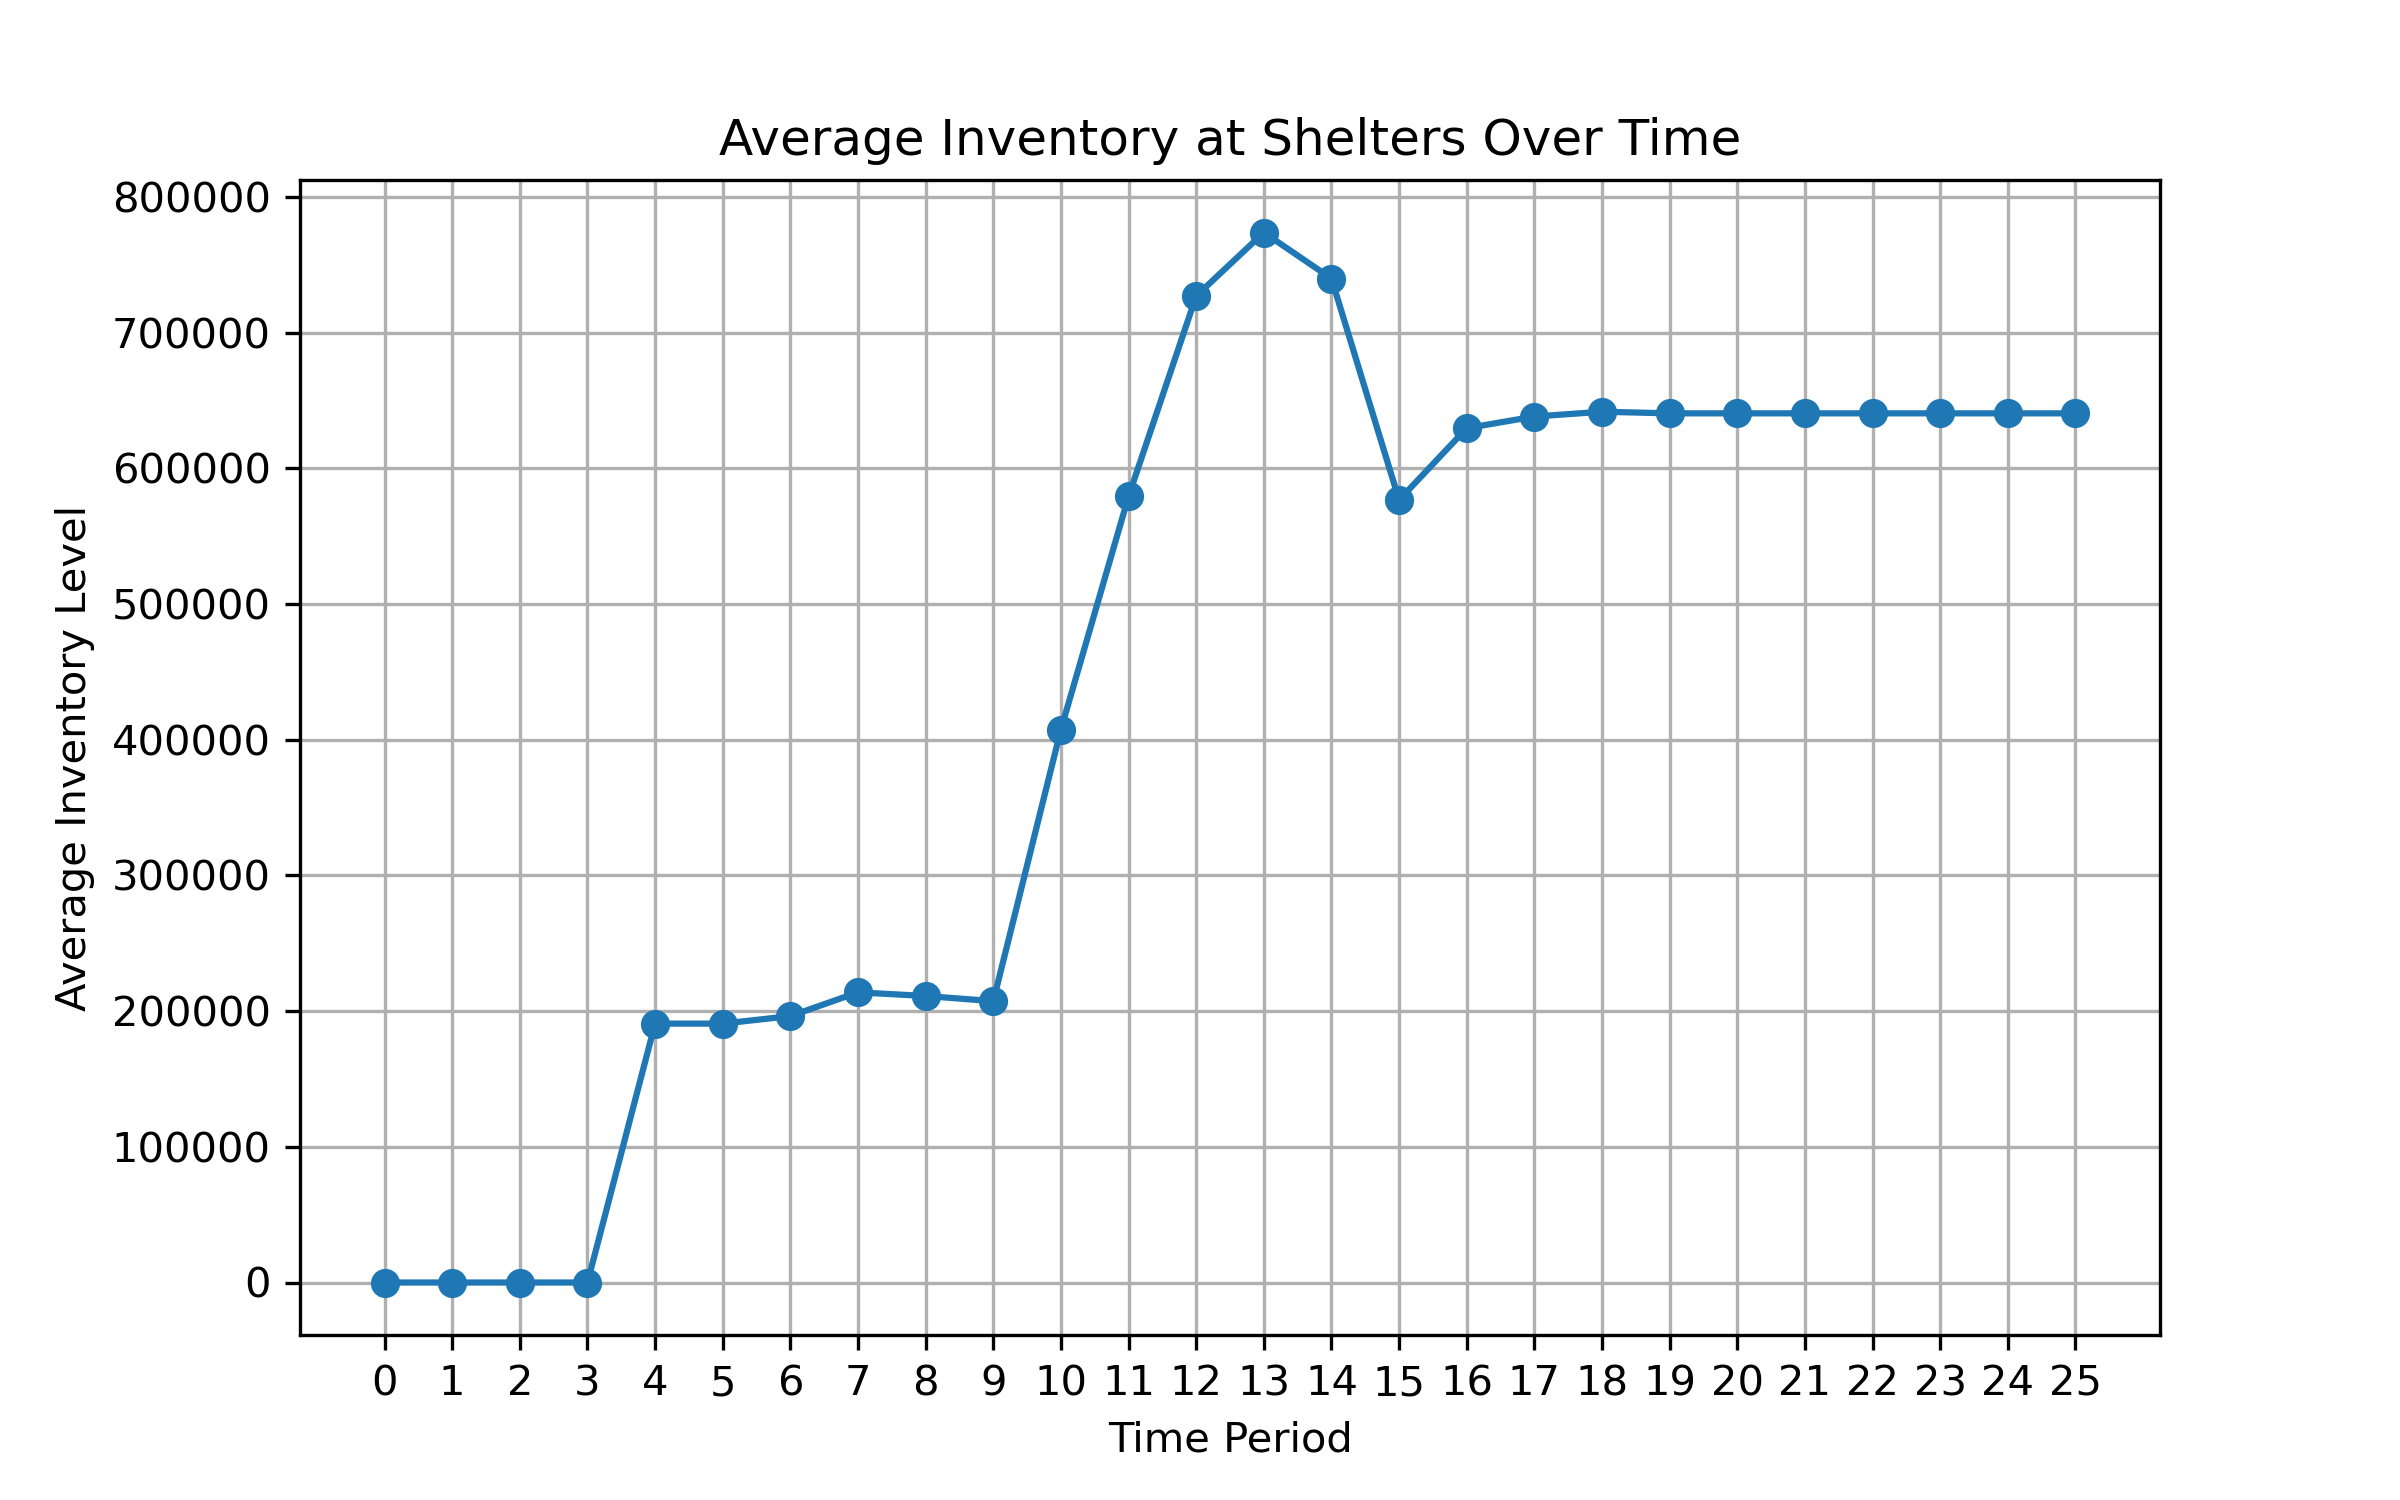 Average Inventory at Shelters Over Time
Average Inventory Level
800000
700000
600000
500000
400000
300000
200000
100000
0
0 1 2 3 4 5 6 7 8 9 10 11 12 13 14 15 16 17 18 19 20 21 22 23 24 25
Time Period